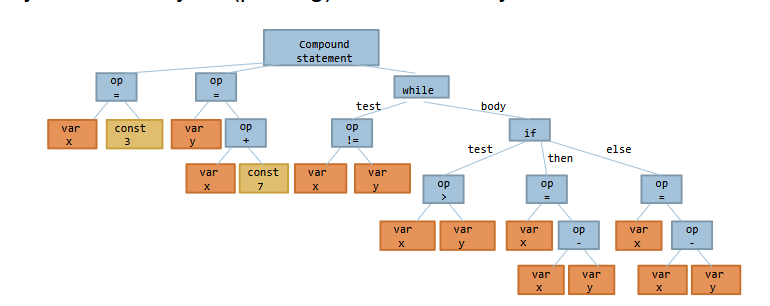 Compound
statement
op
=
op
=
while
test
body
var
x
const
3
var
y
op
+
op
!=
if
test
then
else
var
x
const
7
var
x
var
y
op
>
op
=
op
=
var
x
var
y
var
x
op
-
var
x
op
-
var
x
var
y
var
x
var
y